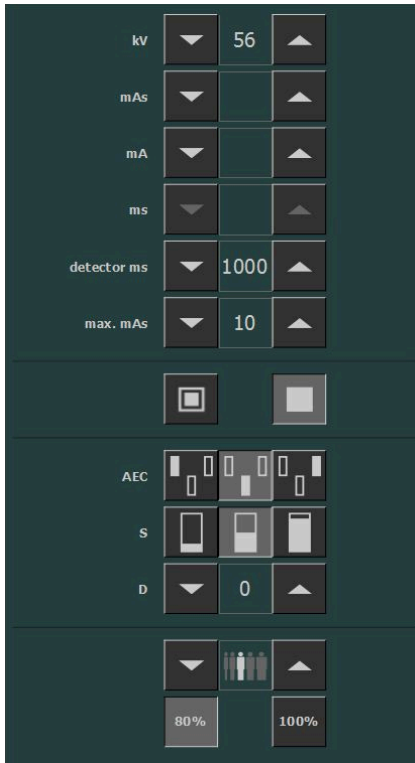 kV 56
mAs
mA
ms
detector ms 1000
max. mAs 10
AEC
S
D 0
80% 100%